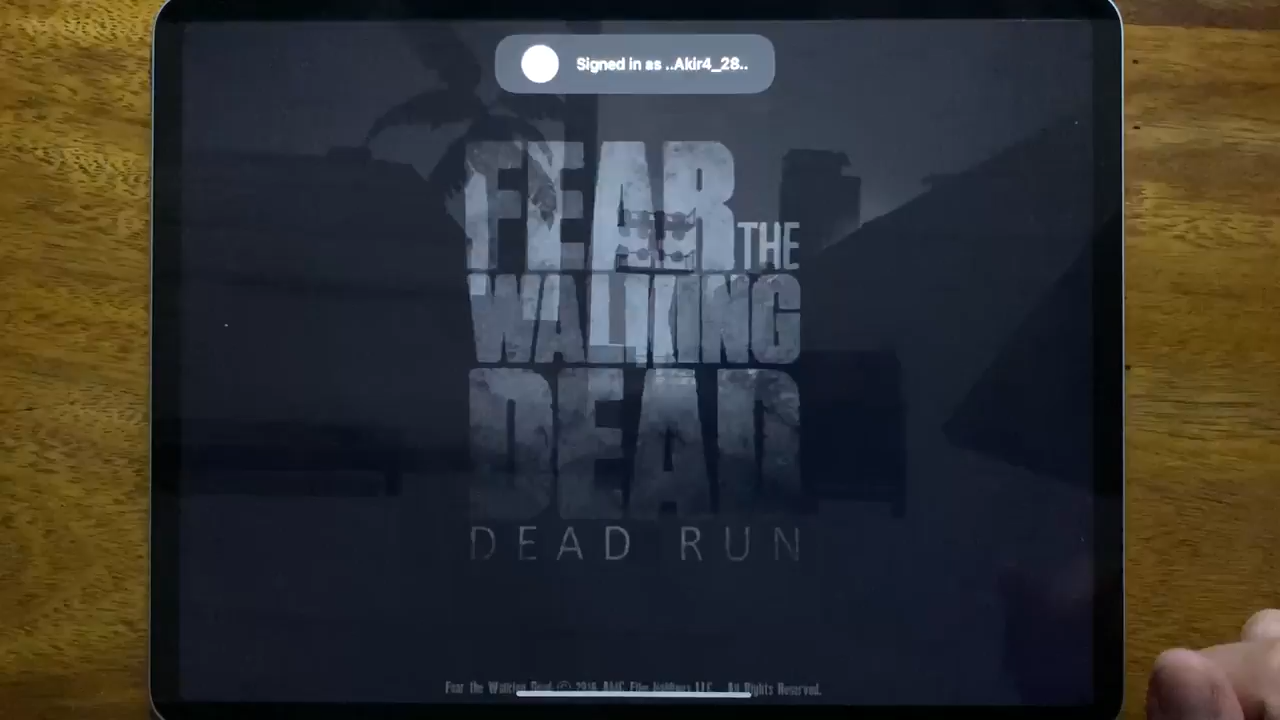 Signed in as ..Akir4_28..
FEAR THE
WALKING
DEAD
DEAD RUN
Fear the Walking Dead © 2016 AMC Film Holdings LLC. All Rights Reserved.